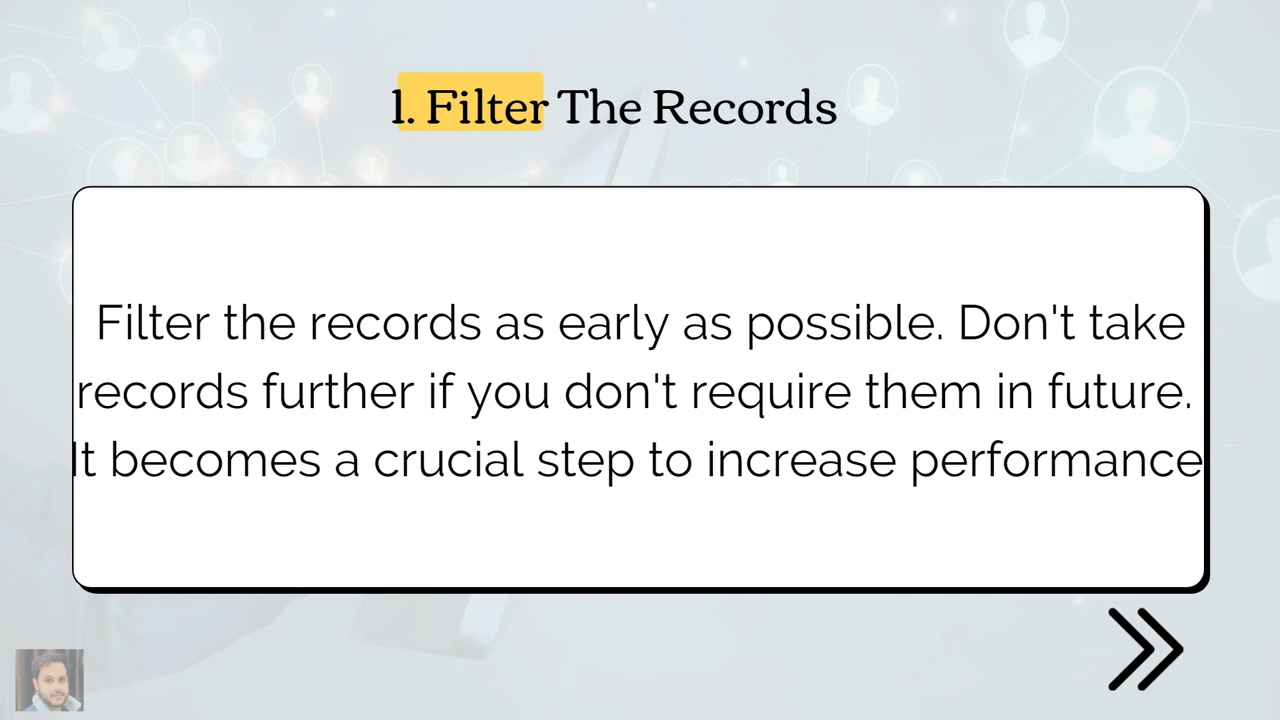 1. Filter The Records
Filter the records as early as possible. Don't take
records further if you don't require them in future.
It becomes a crucial step to increase performance